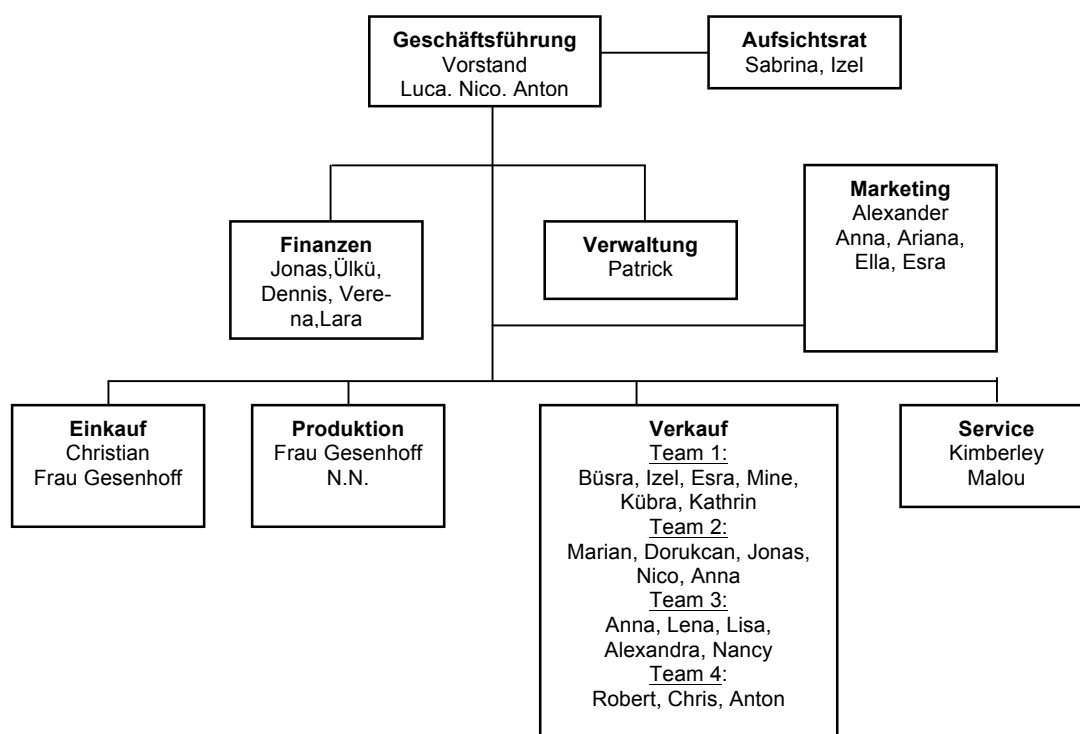 Geschäftsführung
Vorstand
Luca. Nico. Anton
Aufsichtsrat
Sabrina, Izel
Marketing
Alexander
Anna, Ariana,
Ella, Esra
Finanzen
Jonas,Ülkü,
Dennis, Vere-
na,Lara
Verwaltung
Patrick
Einkauf
Christian
Frau Gesenhoff
Produktion
Frau Gesenhoff
N.N.
Verkauf
Team 1:
Büsra, Izel, Esra, Mine,
Kübra, Kathrin
Team 2:
Marian, Dorukcan, Jonas,
Nico, Anna
Team 3:
Anna, Lena, Lisa,
Alexandra, Nancy
Team 4:
Robert, Chris, Anton
Service
Kimberley
Malou